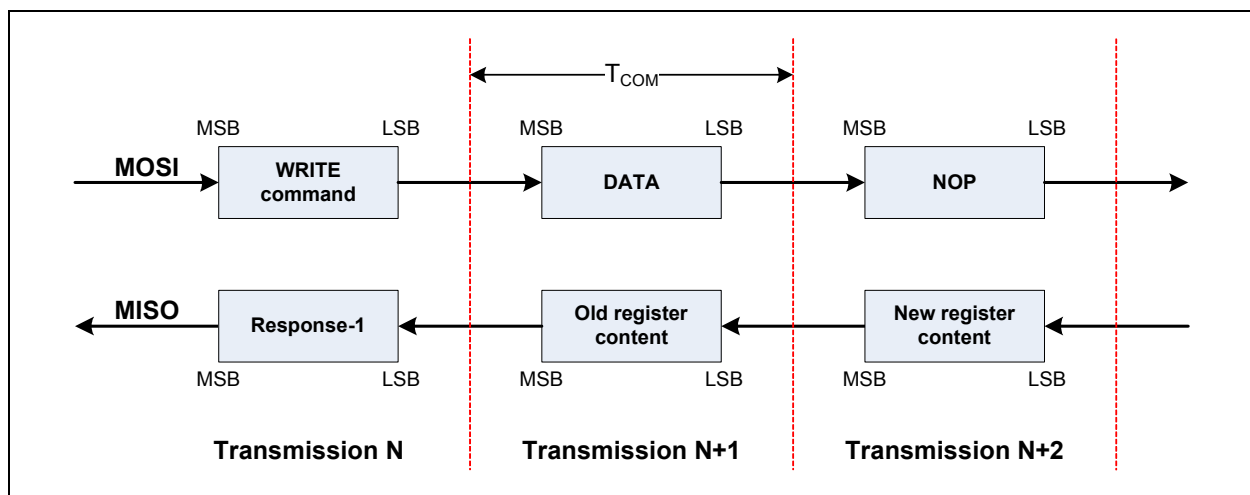 T_COM
MSB LSB MSB LSB MSB LSB
MOSI
WRITE
command
DATA
NOP
MISO
Response-1
Old register
content
New register
content
MSB LSB MSB LSB MSB LSB
Transmission N Transmission N+1 Transmission N+2